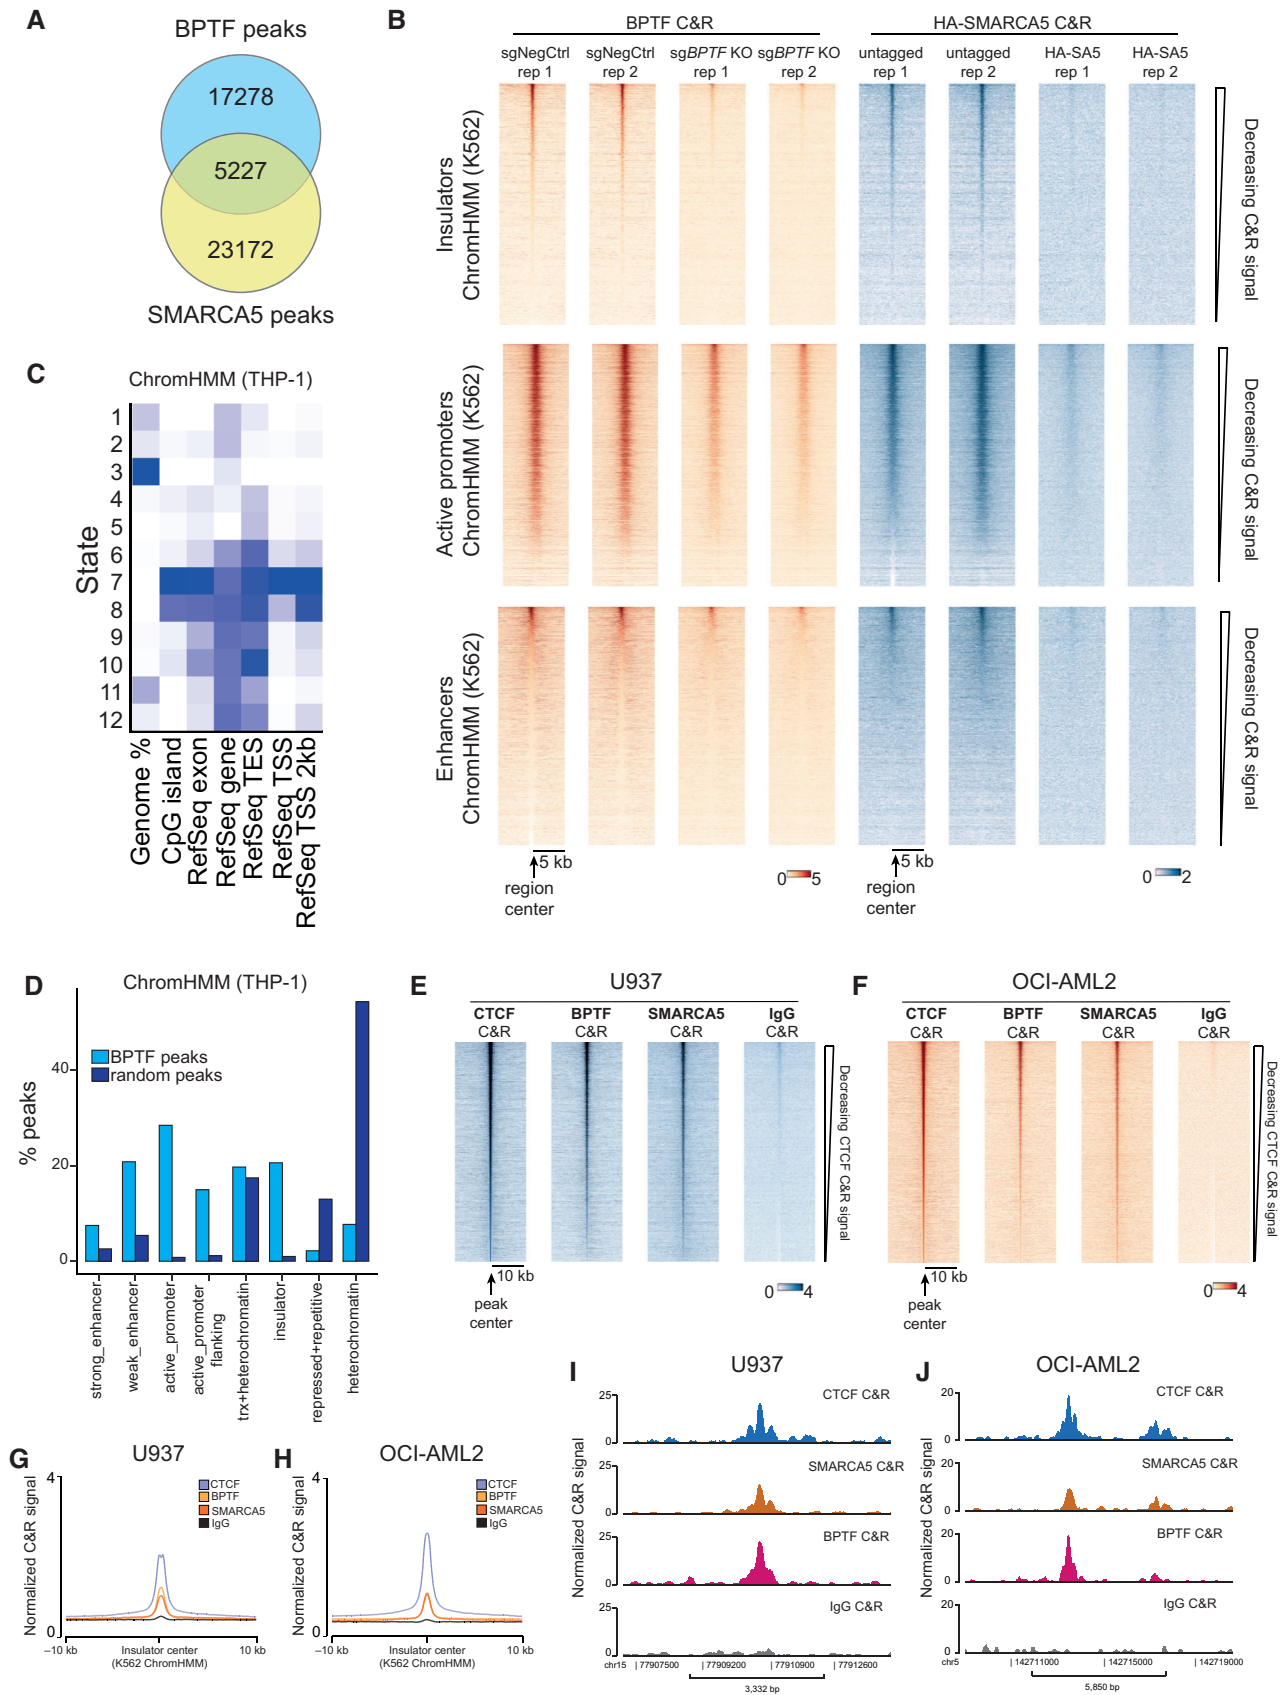 A
BPTF peaks
17278
5227
23172
SMARCA5 peaks
B
BPTF C&R
HA-SMARCA5 C&R
sgNegCtrl rep 1
sgNegCtrl rep 2
sgBPTF KO rep 1
sgBPTF KO rep 2
untagged rep 1
untagged rep 2
HA-SA5 rep 1
HA-SA5 rep 2
Insulators
ChromHMM (K562)
Decreasing C&R signal
Active promoters
ChromHMM (K562)
Decreasing C&R signal
Enhancers
ChromHMM (K562)
Decreasing C&R signal
5 kb
region
center
0 5
5 kb
region
center
0 2
C
ChromHMM (THP-1)
State
1
2
3
4
5
6
7
8
9
10
11
12
Genome %
CpG island
RefSeq exon
RefSeq gene
RefSeq TES
RefSeq TSS
RefSeq TSS 2kb
D
ChromHMM (THP-1)
BPTF peaks
random peaks
% peaks
40
20
0
strong_enhancer
weak_enhancer
active_promoter
active_promoter
flanking
trx+heterochromatin
insulator
repressed+repetitive
heterochromatin
E
U937
CTCF C&R
BPTF C&R
SMARCA5 C&R
IgG C&R
Decreasing CTCF C&R signal
10 kb
peak
center
0 4
F
OCI-AML2
CTCF C&R
BPTF C&R
SMARCA5 C&R
IgG C&R
Decreasing CTCF C&R signal
10 kb
peak
center
0 4
G
U937
Normalized C&R signal
4
0
CTCF
BPTF
SMARCA5
IgG
−10 kb
Insulator center
(K562 ChromHMM)
10 kb
H
OCI-AML2
Normalized C&R signal
4
0
CTCF
BPTF
SMARCA5
IgG
−10 kb
Insulator center
(K562 ChromHMM)
10 kb
I
U937
Normalized C&R signal
25
0
CTCF C&R
25
0
SMARCA5 C&R
25
0
BPTF C&R
25
0
IgG C&R
chr15 | 77907500 | 77909200 | 77910900 | 77912600
3,332 bp
J
OCI-AML2
Normalized C&R signal
20
0
CTCF C&R
20
0
SMARCA5 C&R
20
0
BPTF C&R
20
0
IgG C&R
chr5 | 142711000 | 142715000 | 142719000
5,850 bp